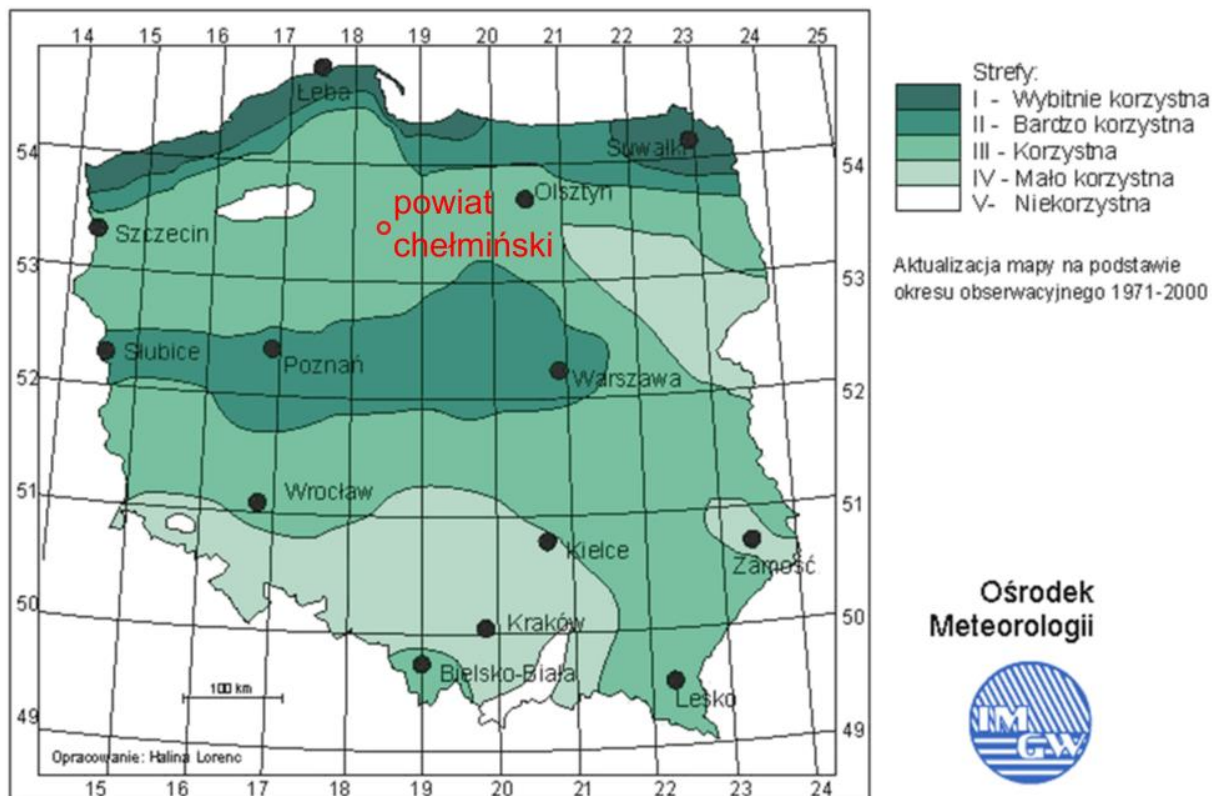 14 15 16 17 18 19 20 21 22 23 24 25
Łeba
54
Suwałki
54
Olsztyn
powiat
chełmiński
Szczecin
53
53
Słubice
Poznań
Warszawa
52
52
51
Wrocław
51
Kielce
Zamość
50
50
Kraków
Bielsko-Biała
Lesko
100 km
49
49
Opracowanie: Halina Lorenc
15 16 17 18 19 20 21 22 23 24
Strefy:
I - Wybitnie korzystna
II - Bardzo korzystna
III - Korzystna
IV - Mało korzystna
V- Niekorzystna
Aktualizacja mapy na podstawie
okresu obserwacyjnego 1971-2000
Ośrodek
Meteorologii
IM
GW